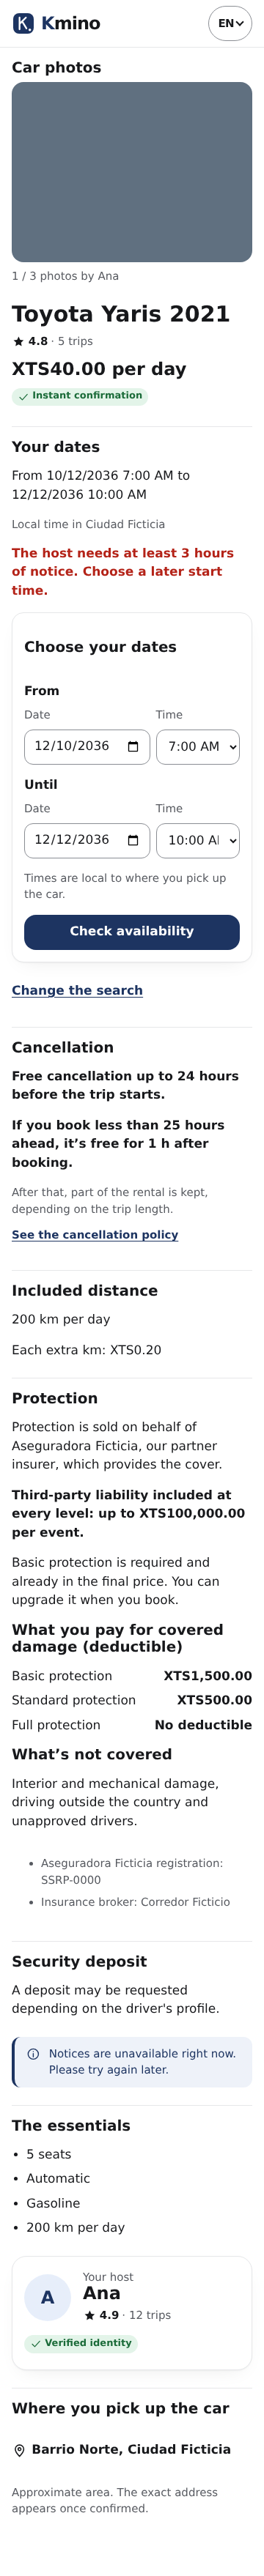 Kmino
EN
Car photos
1 / 3 photos by Ana
Toyota Yaris 2021
★ 4.8 · 5 trips
XTS40.00 per day
Instant confirmation
Your dates
From 10/12/2036 7:00 AM to
12/12/2036 10:00 AM
Local time in Ciudad Ficticia
The host needs at least 3 hours
of notice. Choose a later start
time.
Choose your dates
From
Date Time
12/10/2036 7:00 AM
Until
Date Time
12/12/2036 10:00 A
Times are local to where you pick up
the car.
Check availability
Change the search
Cancellation
Free cancellation up to 24 hours
before the trip starts.
If you book less than 25 hours
ahead, it’s free for 1 h after
booking.
After that, part of the rental is kept,
depending on the trip length.
See the cancellation policy
Included distance
200 km per day
Each extra km: XTS0.20
Protection
Protection is sold on behalf of
Aseguradora Ficticia, our partner
insurer, which provides the cover.
Third-party liability included at
every level: up to XTS100,000.00
per event.
Basic protection is required and
already in the final price. You can
upgrade it when you book.
What you pay for covered
damage (deductible)
Basic protection XTS1,500.00
Standard protection XTS500.00
Full protection No deductible
What’s not covered
Interior and mechanical damage,
driving outside the country and
unapproved drivers.
• Aseguradora Ficticia registration:
SSRP-0000
• Insurance broker: Corredor Ficticio
Security deposit
A deposit may be requested
depending on the driver's profile.
Notices are unavailable right now.
Please try again later.
The essentials
• 5 seats
• Automatic
• Gasoline
• 200 km per day
A
Your host
Ana
★ 4.9 · 12 trips
Verified identity
Where you pick up the car
Barrio Norte, Ciudad Ficticia
Approximate area. The exact address
appears once confirmed.